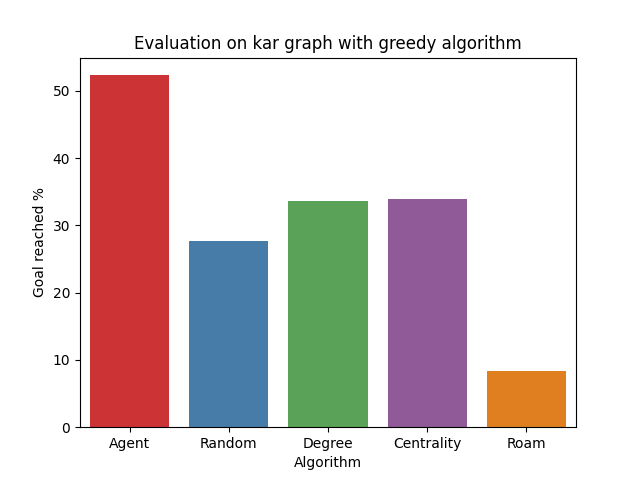 Evaluation on kar graph with greedy algorithm
Goal reached %
50
40
30
20
10
0
Agent Random Degree Centrality Roam
Algorithm